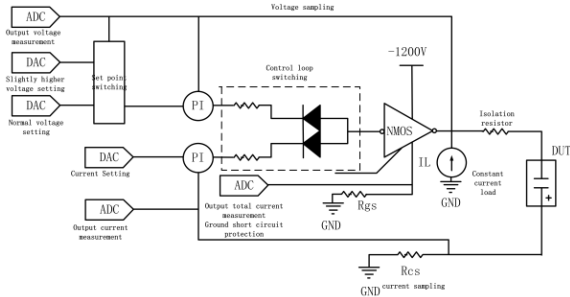 Voltage sampling
ADC
Output voltage
measurement
DAC
Slightly higher
voltage setting
Set point
switching
DAC
Normal voltage
setting
PI
Control loop
switching
-1200V
NMOS
Isolation
resistor
DUT
DAC
Current Setting
PI
ADC
Output total current
measurement
Ground short circuit
protection
IL
Constant
current
load
GND
Rgs
GND
ADC
Output current
measurement
+
Rcs
GND
current sampling